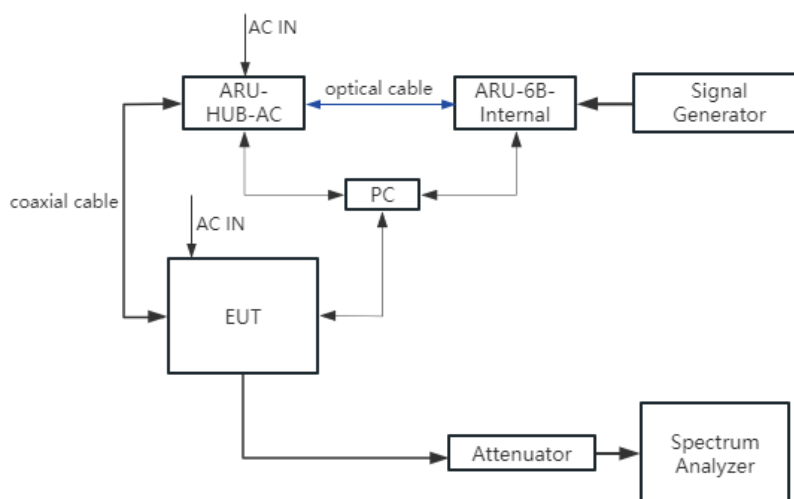 AC IN
ARU-
HUB-AC
optical cable
ARU-6B-
Internal
Signal
Generator
PC
coaxial cable
AC IN
EUT
Attenuator
Spectrum
Analyzer